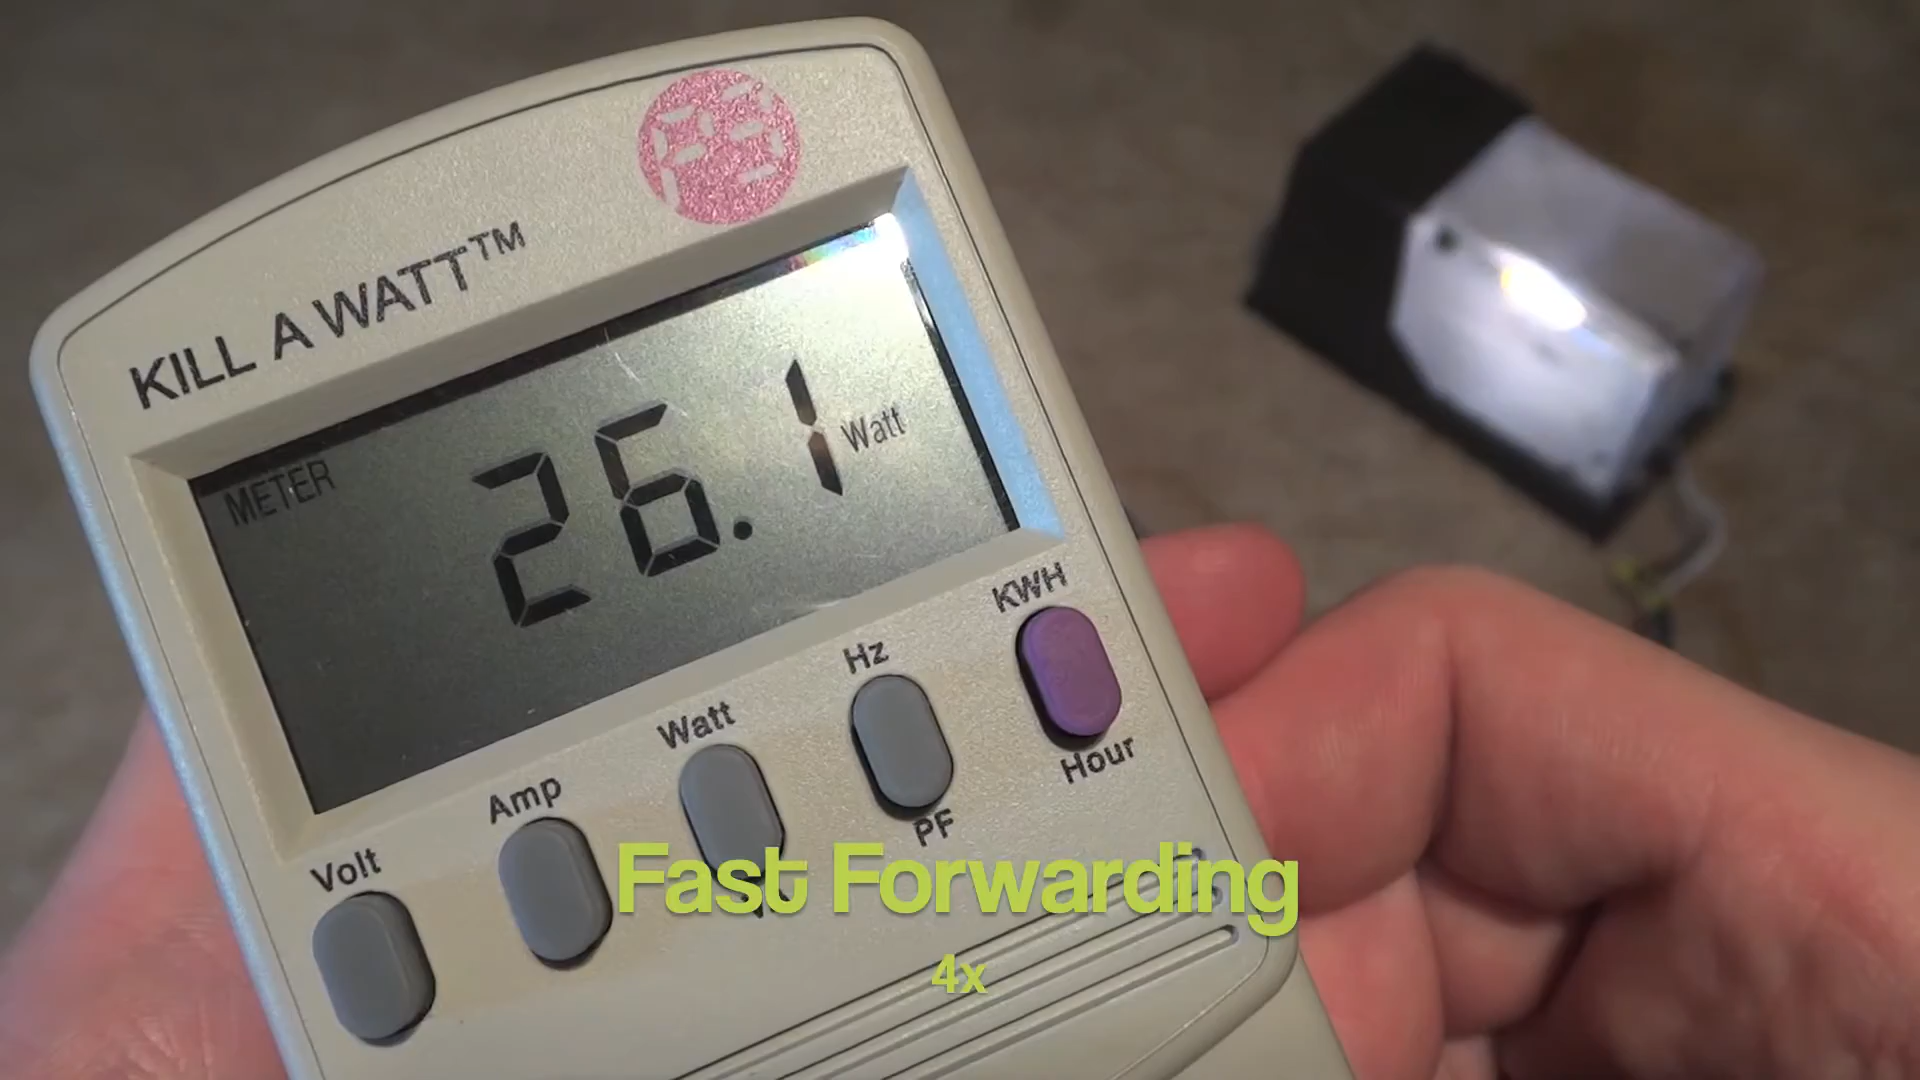 KILL A WATT™
METER
26.1 Watt
Volt
Amp
Watt
Hz
PF
KWH
Hour
Fast Forwarding
4x